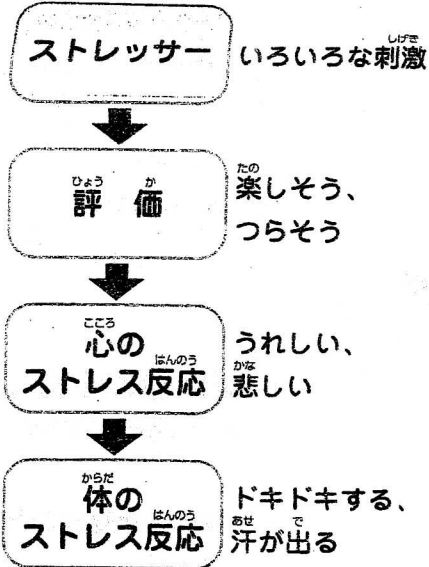 ストレッサー いろいろな刺激
評価 楽しそう、
つらそう
心の
ストレス反応
うれしい、
悲しい
体の
ストレス反応
ドキドキする、
汗が出る